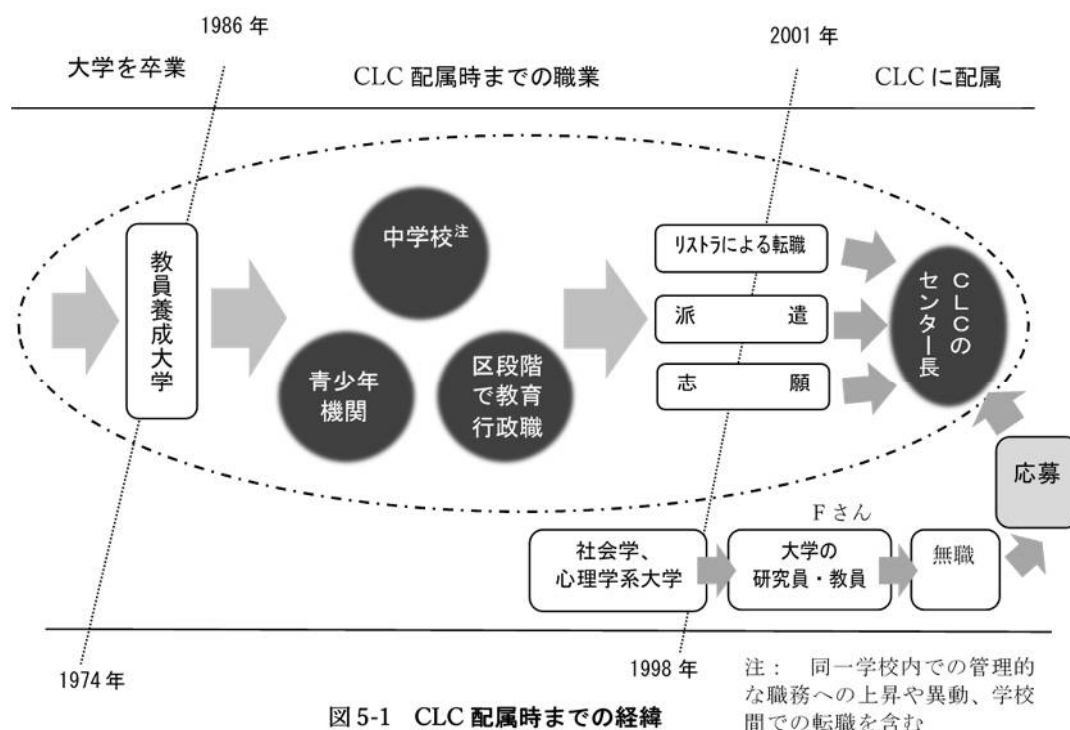 1986 年
2001 年
大学を卒業
CLC 配属時までの職業
CLC に配属
教員養成大学
中学校注
青少年
機関
区段階
で教育
行政職
リストラによる転職
派 遣
志 願
CLCの
センター長
応募
Fさん
社会学、
心理学系大学
大学の
研究員・教員
無職
1974 年
1998 年
注： 同一学校内での管理的
な職務への上昇や異動、学校
間での転職を含む
図 5-1 CLC 配属時までの経緯